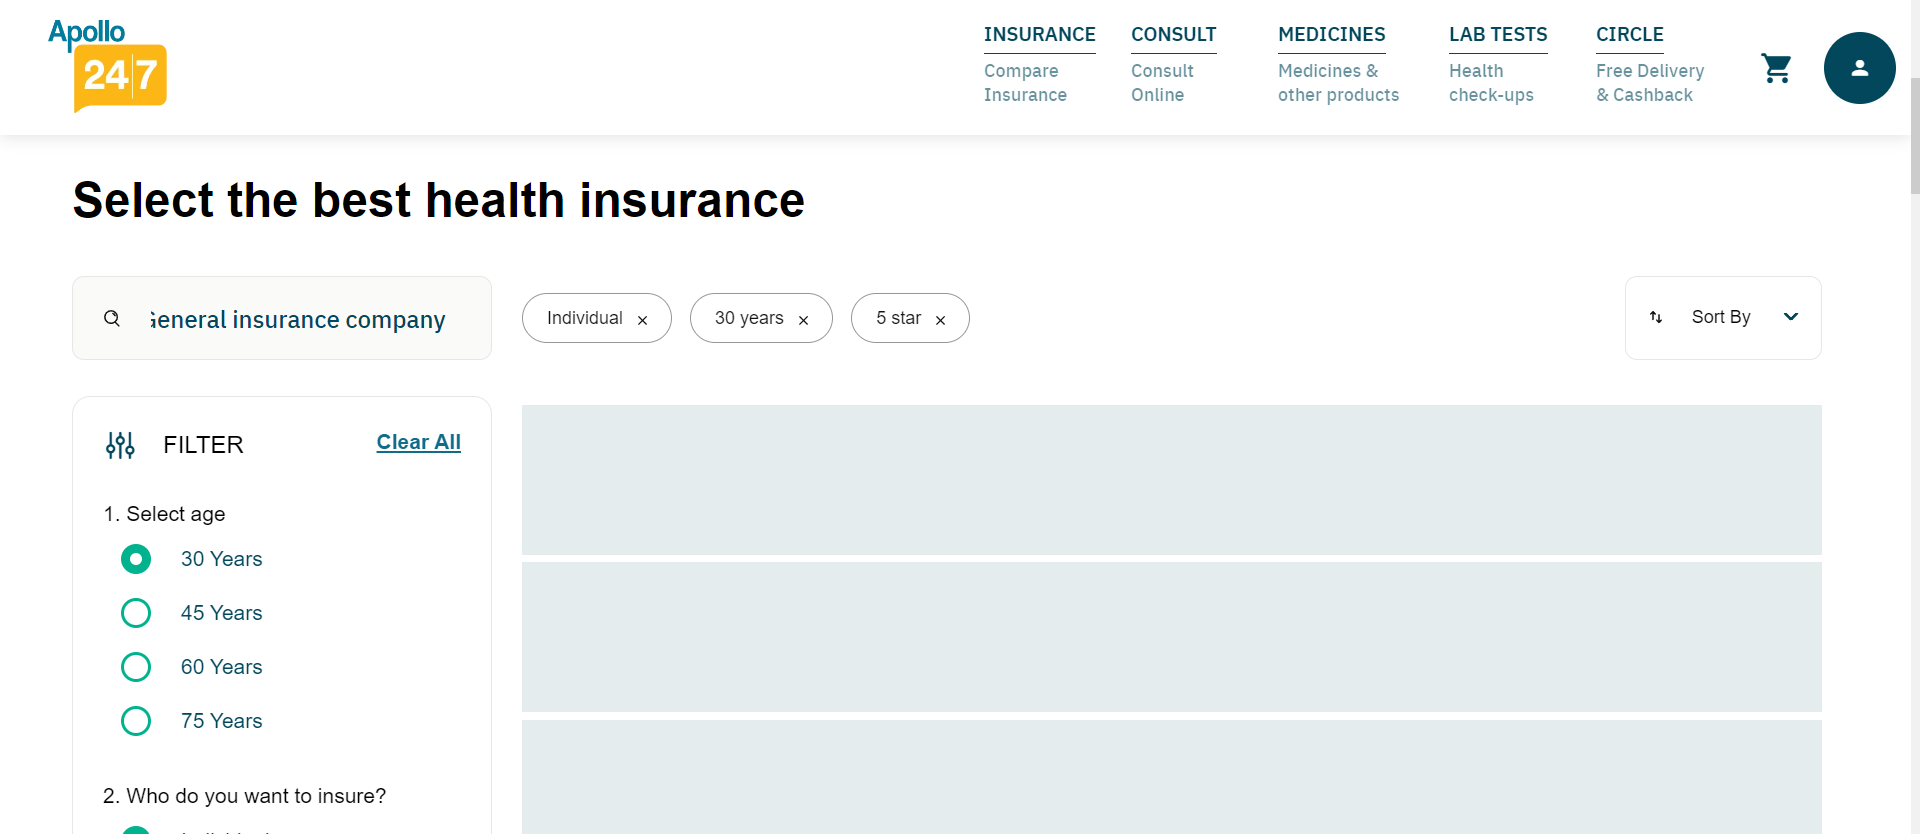 Apollo
24|7
INSURANCE
Compare
Insurance
CONSULT
Consult
Online
MEDICINES
Medicines &
other products
LAB TESTS
Health
check-ups
CIRCLE
Free Delivery
& Cashback
Select the best health insurance
General insurance company
Individual ×
30 years ×
5 star ×
Sort By
FILTER
Clear All
1. Select age
30 Years
45 Years
60 Years
75 Years
2. Who do you want to insure?